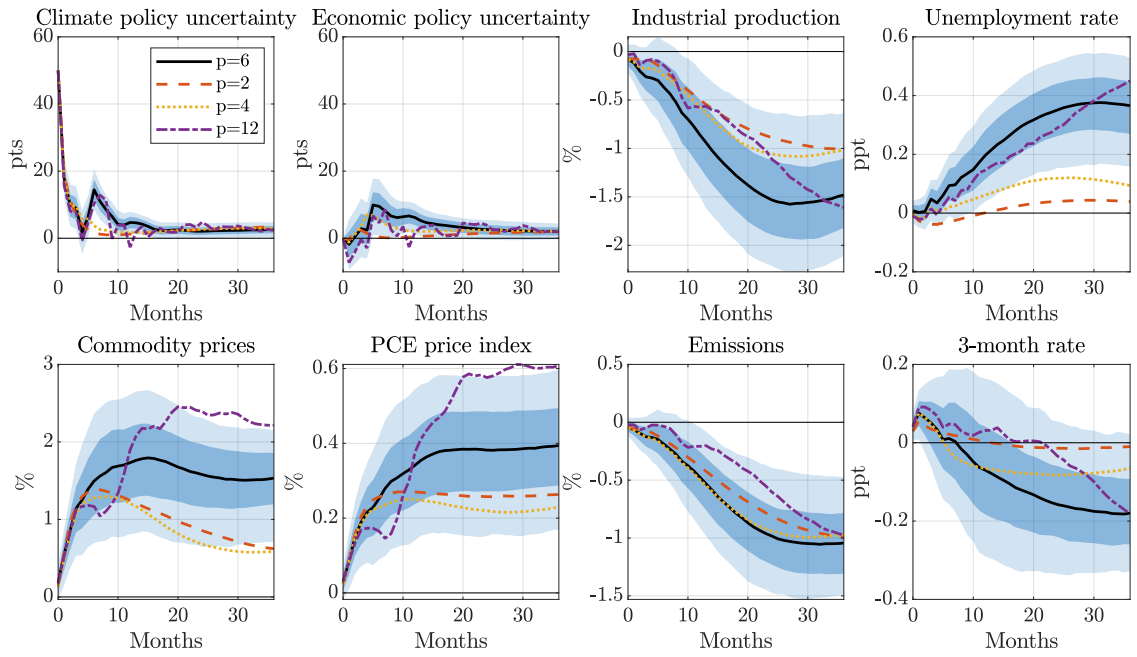 Climate policy uncertainty
60
40
20
0
pts
0 10 20 30
Months
p=6
p=2
p=4
p=12
Economic policy uncertainty
60
40
20
0
pts
0 10 20 30
Months
Industrial production
0
-0.5
-1
-1.5
-2
%
0 10 20 30
Months
Unemployment rate
0.6
0.4
0.2
0
-0.2
ppt
0 10 20 30
Months
Commodity prices
3
2
1
0
%
0 10 20 30
Months
PCE price index
0.6
0.4
0.2
0
%
0 10 20 30
Months
Emissions
0.5
0
-0.5
-1
-1.5
%
0 10 20 30
Months
3-month rate
0.2
0
-0.2
-0.4
ppt
0 10 20 30
Months